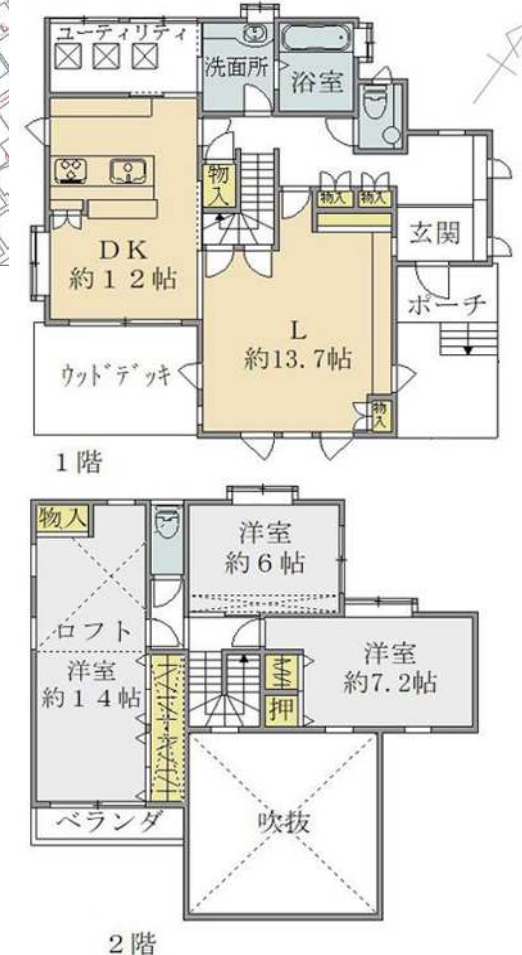 ユーティリティ
洗面所
浴室
物入
物入
物入
DK
約12帖
玄関
ポーチ
L
約13.7帖
ウッドデッキ
物入
1階
物入
洋室
約6帖
ロフト
洋室
約14帖
洋室
約7.2帖
押
ベランダ
吹抜
2階